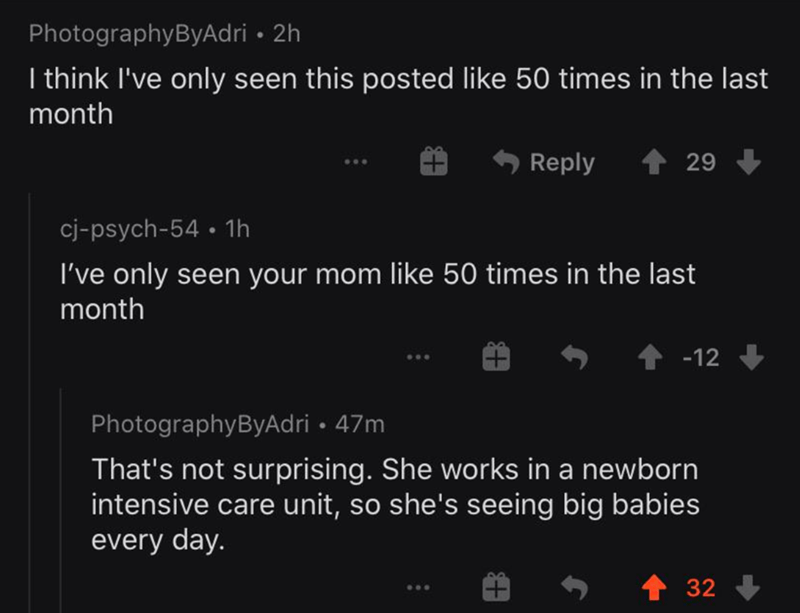 PhotographyByAdri • 2h
I think I've only seen this posted like 50 times in the last
month
... Reply 29
cj-psych-54 • 1h
I’ve only seen your mom like 50 times in the last
month
... -12
PhotographyByAdri • 47m
That's not surprising. She works in a newborn
intensive care unit, so she's seeing big babies
every day.
... 32